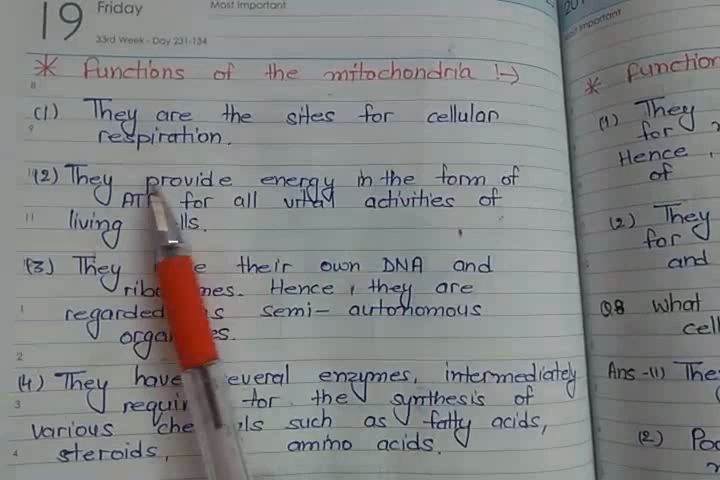 19 Friday
33rd Week - Day 231-134
Most Important
* Functions of the mitochondria :-)
(1) They are the sites for cellular
respiration.
(2) They provide energy in the form of
for all vital activities of
living
(3) They their own DNA and
Hence, they are
regarded semi-autonomous
(4) They have several enzymes, intermediately
for the synthesis of
various such as fatty acids,
steroids, amino acids.
Most Important
* Function
(1) They
for
Hence,
of
(2) They
for
and
Q.8 What
cell
Ans-(1) The
(2)